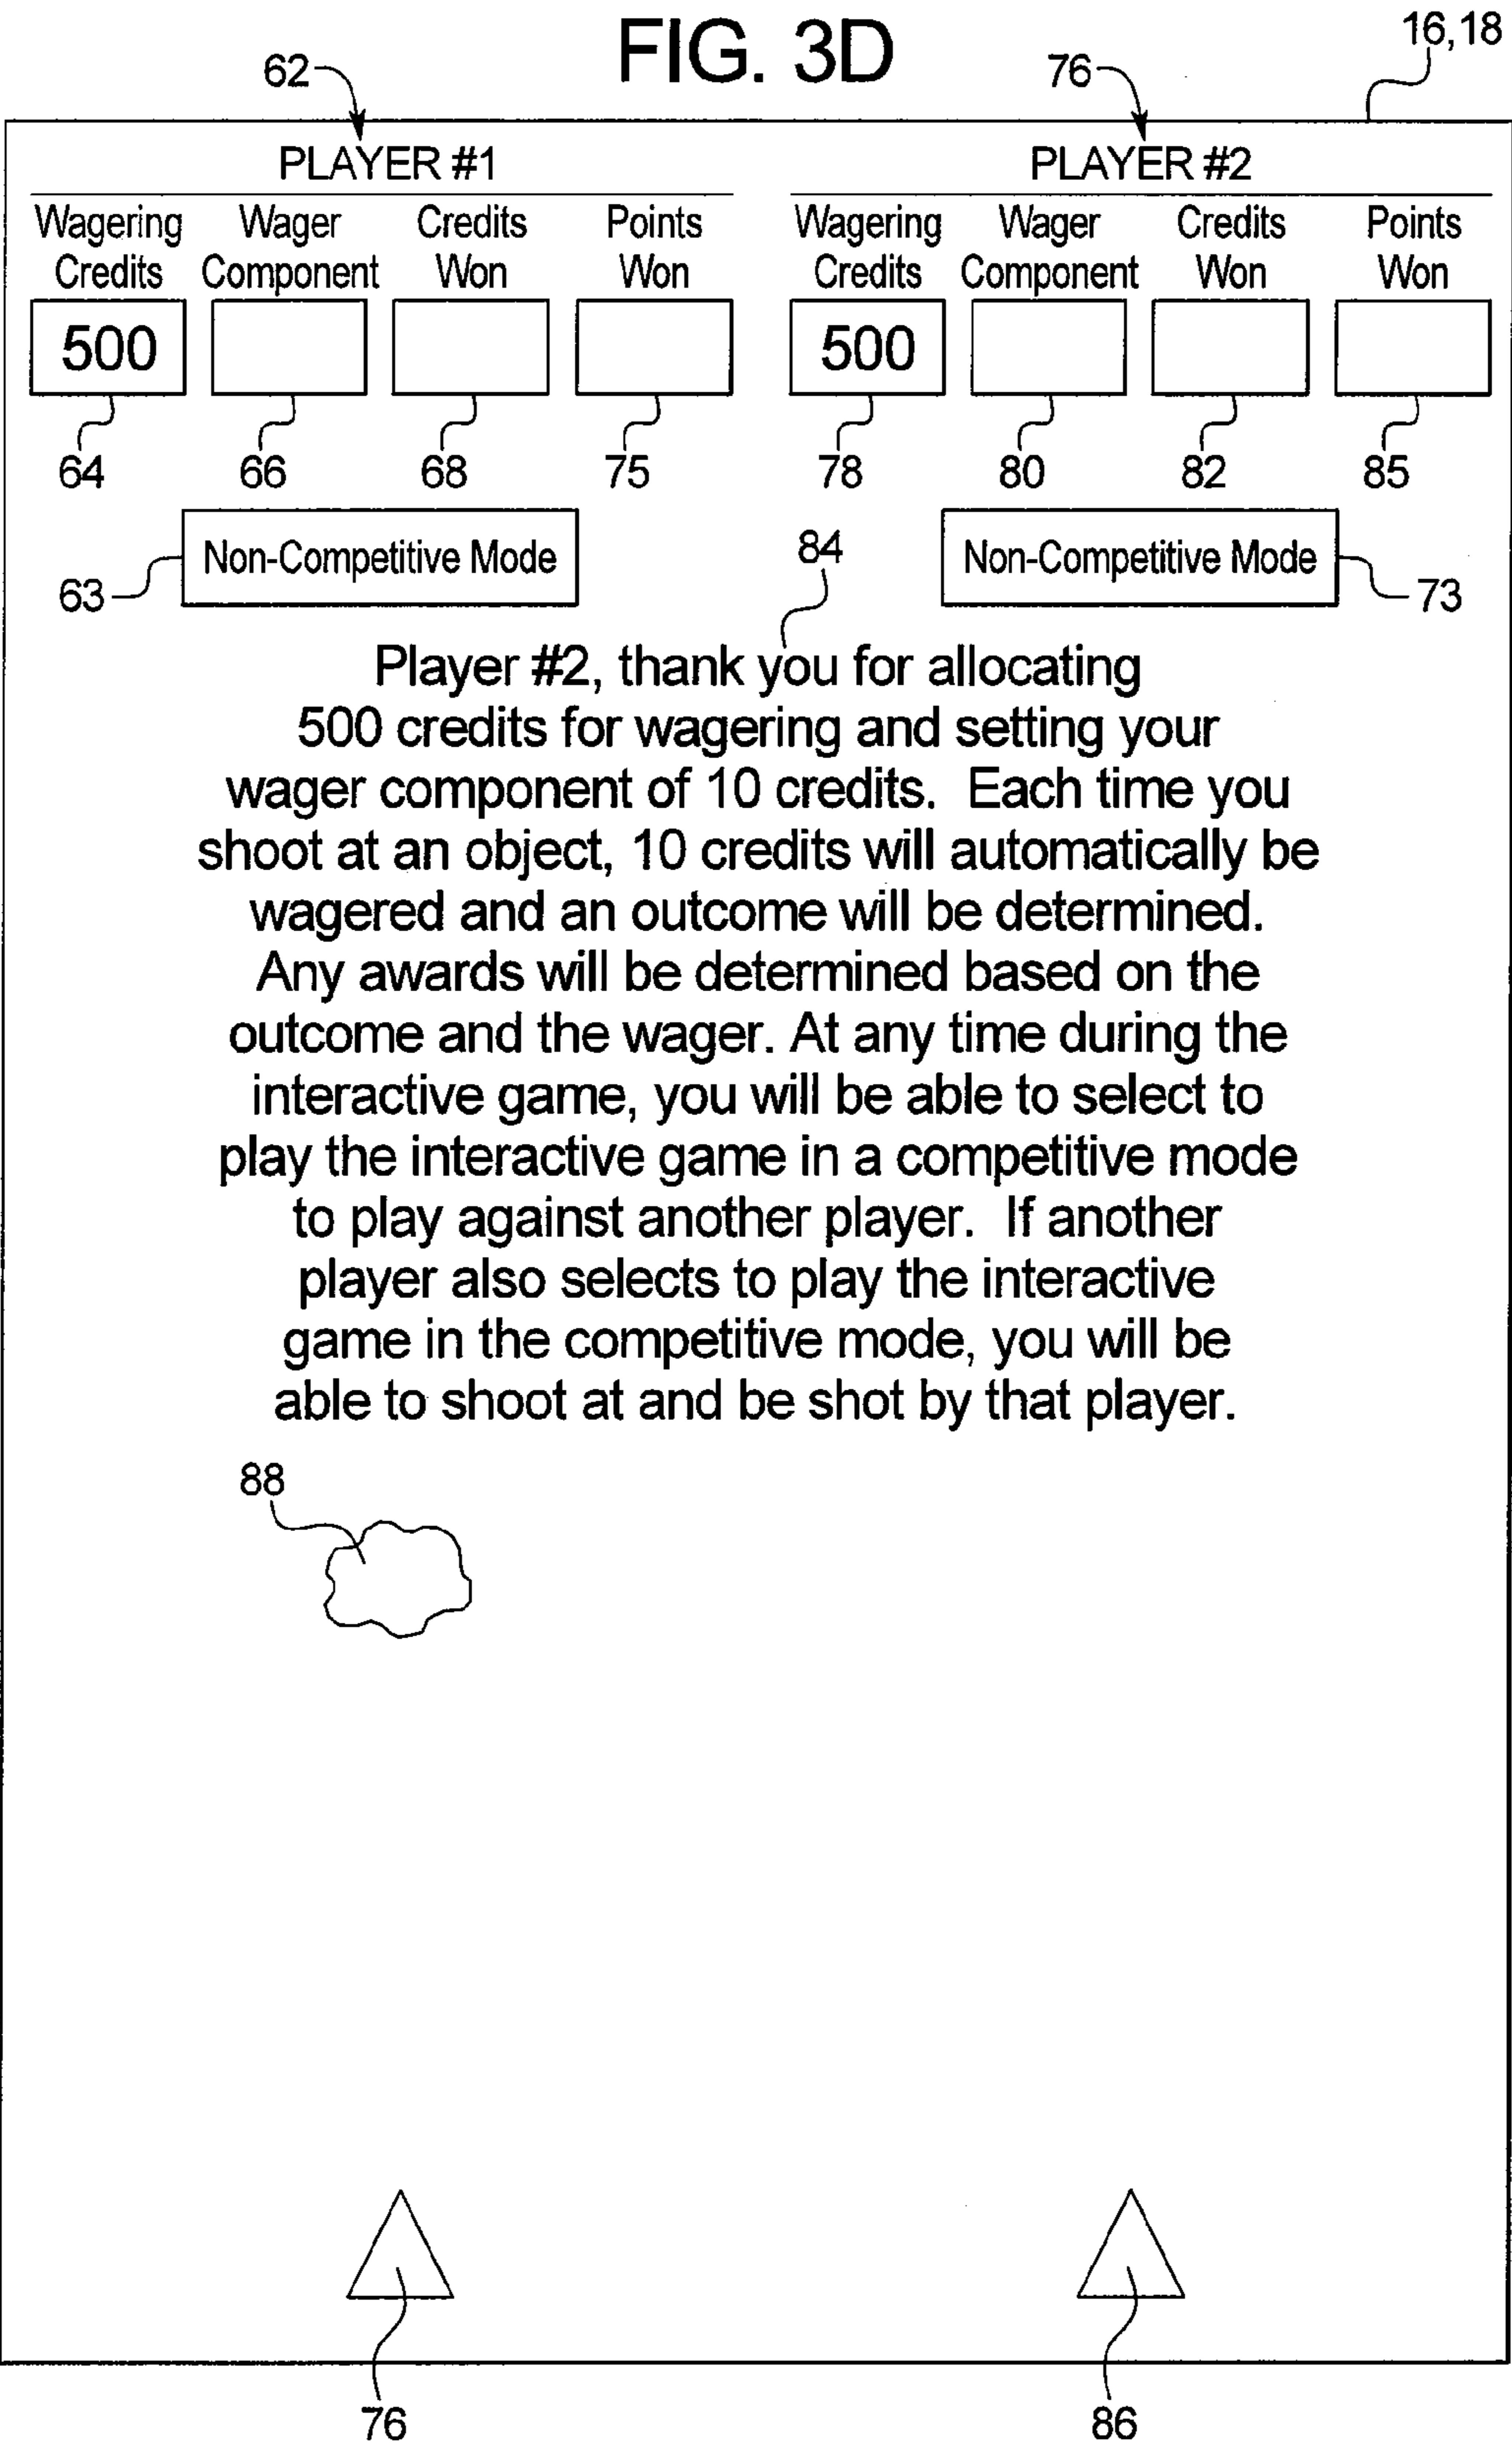 FIG. 3D
16,18
62
76
PLAYER #1
PLAYER #2
Wagering Credits
Wager Component
Credits Won
Points Won
Wagering Credits
Wager Component
Credits Won
Points Won
500
500
64
66
68
75
78
80
82
85
Non-Competitive Mode
Non-Competitive Mode
63
84
73
Player #2, thank you for allocating
500 credits for wagering and setting your
wager component of 10 credits. Each time you
shoot at an object, 10 credits will automatically be
wagered and an outcome will be determined.
Any awards will be determined based on the
outcome and the wager. At any time during the
interactive game, you will be able to select to
play the interactive game in a competitive mode
to play against another player. If another
player also selects to play the interactive
game in the competitive mode, you will be
able to shoot at and be shot by that player.
88
76
86